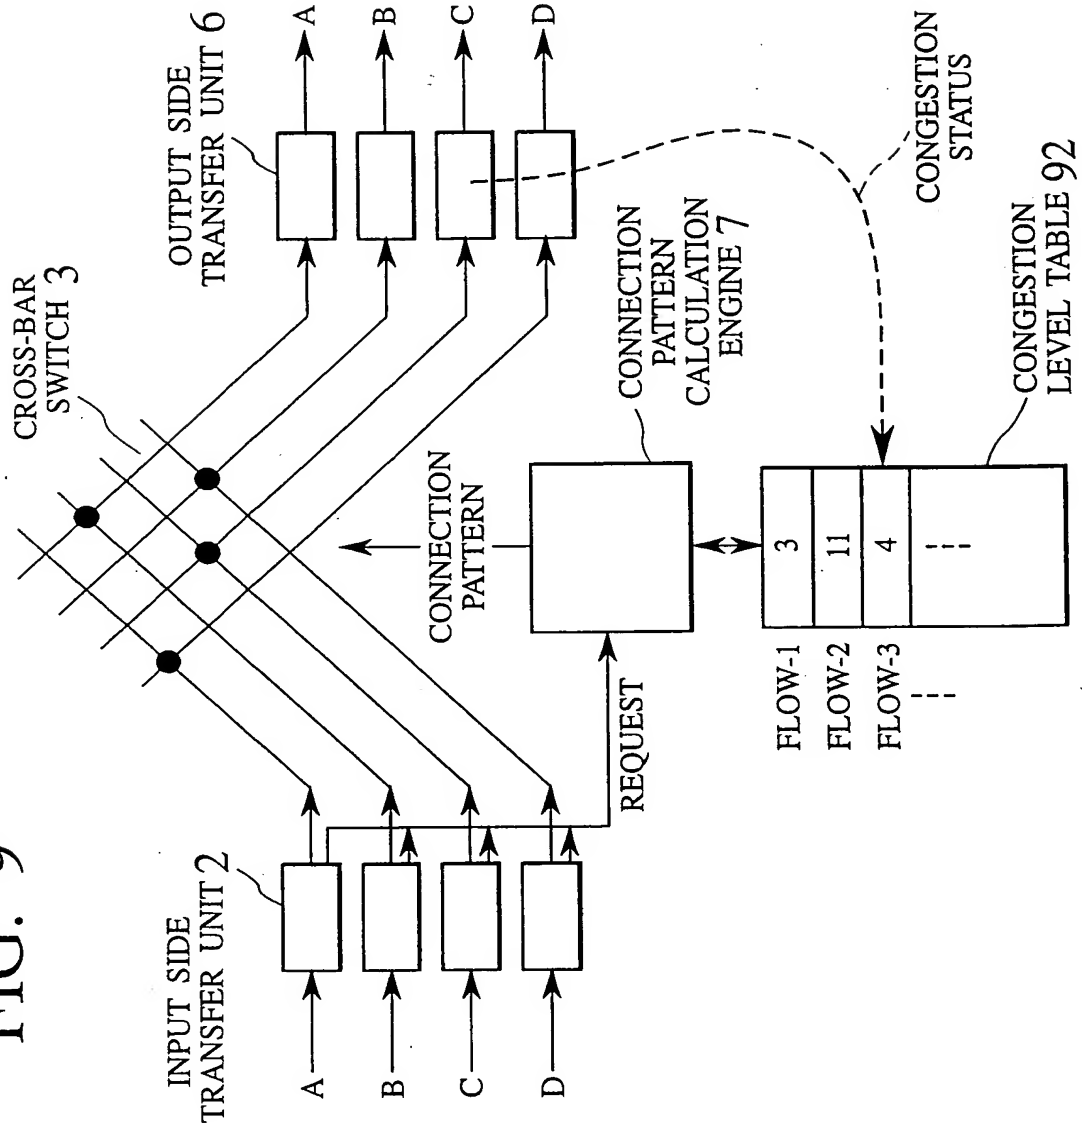 FIG. 9
INPUT SIDE
TRANSFER UNIT 2
A
B
C
D
CROSS-BAR
SWITCH 3
OUTPUT SIDE
TRANSFER UNIT 6
A
B
C
D
REQUEST
CONNECTION
PATTERN
CONNECTION
PATTERN
CALCULATION
ENGINE 7
CONGESTION
STATUS
FLOW-1
3
FLOW-2
11
FLOW-3
4
CONGESTION
LEVEL TABLE 92